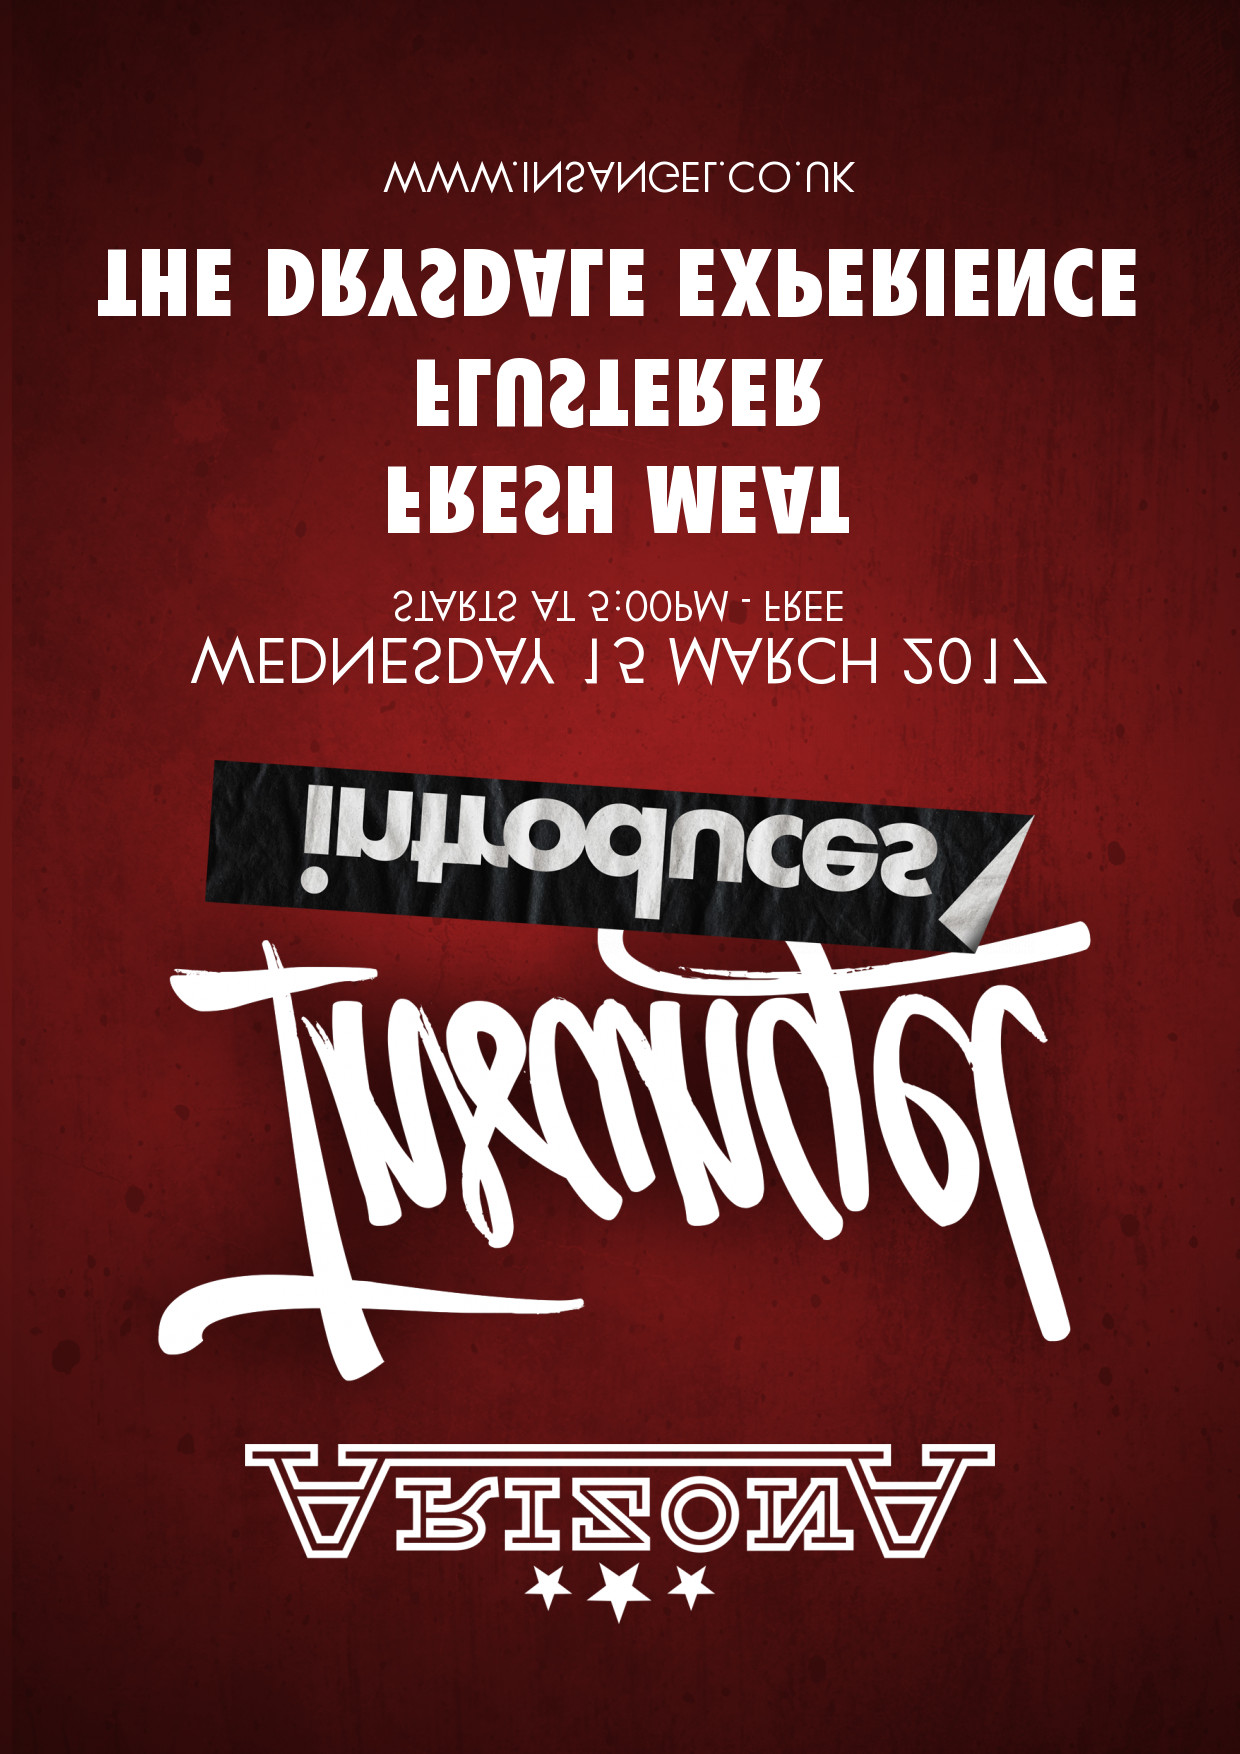 ARIZONA
Insangel
introduces
WEDNESDAY 15 MARCH 2017
STARTS AT 5:00PM - FREE
FRESH MEAT
FLUSTERER
THE DRYSDALE EXPERIENCE
WWW.INSANGEL.CO.UK